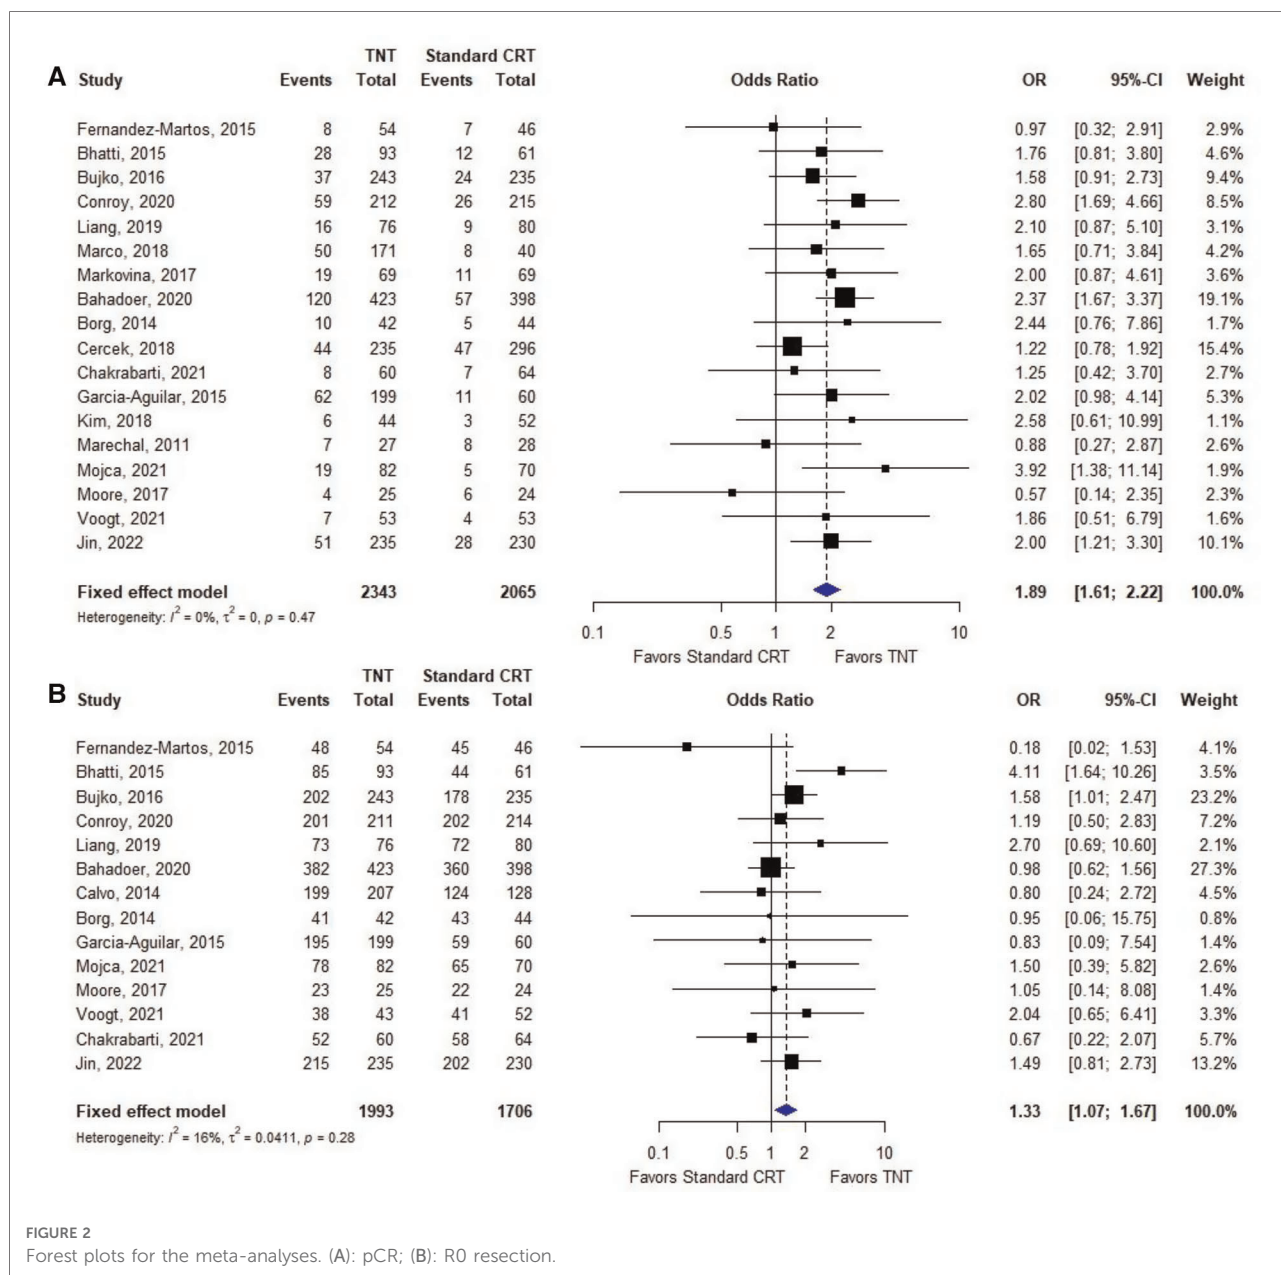 TNT Standard CRT
A Study Events Total Events Total Odds Ratio OR 95%-CI Weight
Fernandez-Martos, 2015 8 54 7 46 0.97 [0.32; 2.91] 2.9%
Bhatti, 2015 28 93 12 61 1.76 [0.81; 3.80] 4.6%
Bujko, 2016 37 243 24 235 1.58 [0.91; 2.73] 9.4%
Conroy, 2020 59 212 26 215 2.80 [1.69; 4.66] 8.5%
Liang, 2019 16 76 9 80 2.10 [0.87; 5.10] 3.1%
Marco, 2018 50 171 8 40 1.65 [0.71; 3.84] 4.2%
Markovina, 2017 19 69 11 69 2.00 [0.87; 4.61] 3.6%
Bahadoer, 2020 120 423 57 398 2.37 [1.67; 3.37] 19.1%
Borg, 2014 10 42 5 44 2.44 [0.76; 7.86] 1.7%
Cercek, 2018 44 235 47 296 1.22 [0.78; 1.92] 15.4%
Chakrabarti, 2021 8 60 7 64 1.25 [0.42; 3.70] 2.7%
Garcia-Aguilar, 2015 62 199 11 60 2.02 [0.98; 4.14] 5.3%
Kim, 2018 6 44 3 52 2.58 [0.61; 10.99] 1.1%
Marechal, 2011 7 27 8 28 0.88 [0.27; 2.87] 2.6%
Mojca, 2021 19 82 5 70 3.92 [1.38; 11.14] 1.9%
Moore, 2017 4 25 6 24 0.57 [0.14; 2.35] 2.3%
Voogt, 2021 7 53 4 53 1.86 [0.51; 6.79] 1.6%
Jin, 2022 51 235 28 230 2.00 [1.21; 3.30] 10.1%
Fixed effect model 2343 2065 1.89 [1.61; 2.22] 100.0%
Heterogeneity: I² = 0%, τ² = 0, p = 0.47
0.1 0.5 1 2 10
Favors Standard CRT Favors TNT
TNT Standard CRT
B Study Events Total Events Total Odds Ratio OR 95%-CI Weight
Fernandez-Martos, 2015 48 54 45 46 0.18 [0.02; 1.53] 4.1%
Bhatti, 2015 85 93 44 61 4.11 [1.64; 10.26] 3.5%
Bujko, 2016 202 243 178 235 1.58 [1.01; 2.47] 23.2%
Conroy, 2020 201 211 202 214 1.19 [0.50; 2.83] 7.2%
Liang, 2019 73 76 72 80 2.70 [0.69; 10.60] 2.1%
Bahadoer, 2020 382 423 360 398 0.98 [0.62; 1.56] 27.3%
Calvo, 2014 199 207 124 128 0.80 [0.24; 2.72] 4.5%
Borg, 2014 41 42 43 44 0.95 [0.06; 15.75] 0.8%
Garcia-Aguilar, 2015 195 199 59 60 0.83 [0.09; 7.54] 1.4%
Mojca, 2021 78 82 65 70 1.50 [0.39; 5.82] 2.6%
Moore, 2017 23 25 22 24 1.05 [0.14; 8.08] 1.4%
Voogt, 2021 38 43 41 52 2.04 [0.65; 6.41] 3.3%
Chakrabarti, 2021 52 60 58 64 0.67 [0.22; 2.07] 5.7%
Jin, 2022 215 235 202 230 1.49 [0.81; 2.73] 13.2%
Fixed effect model 1993 1706 1.33 [1.07; 1.67] 100.0%
Heterogeneity: I² = 16%, τ² = 0.0411, p = 0.28
0.1 0.5 1 2 10
Favors Standard CRT Favors TNT
FIGURE 2
Forest plots for the meta-analyses. (A): pCR; (B): R0 resection.